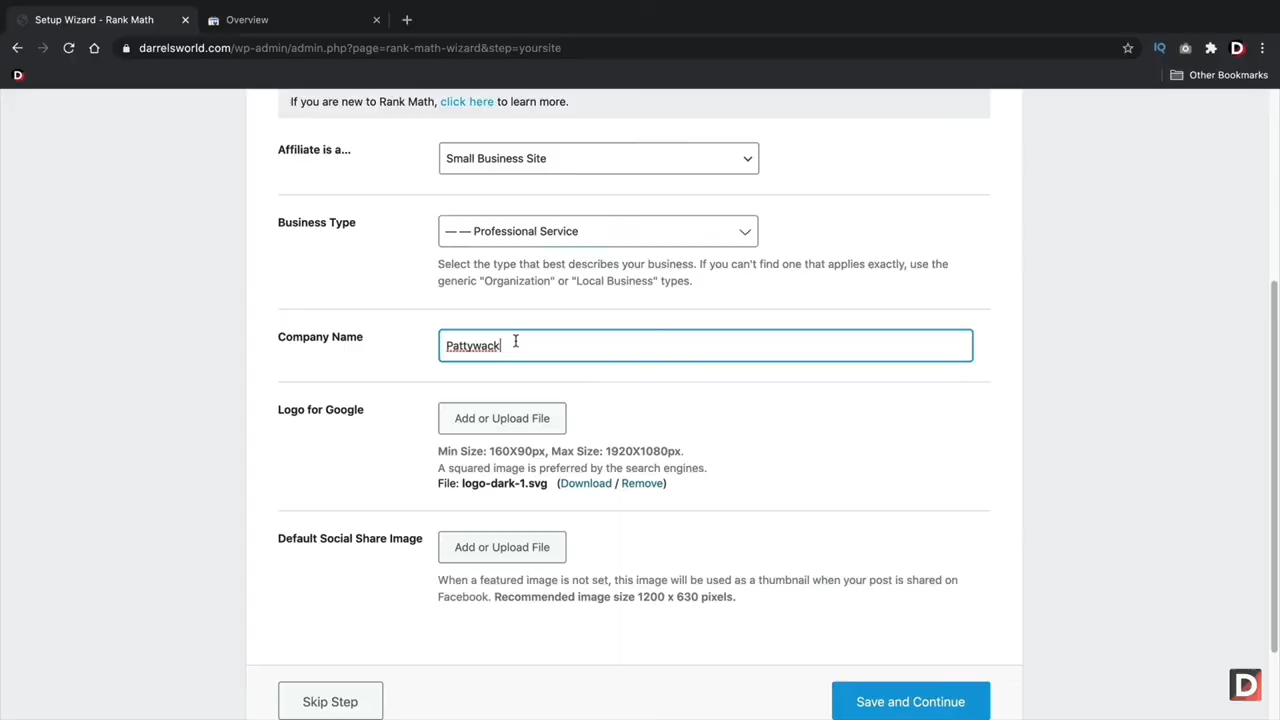 Setup Wizard - Rank Math
Overview
darrelsworld.com/wp-admin/admin.php?page=rank-math-wizard&step=yoursite
IQ
D
Other Bookmarks
D
If you are new to Rank Math, click here to learn more.
Affiliate is a...
Small Business Site
Business Type
— — Professional Service
Select the type that best describes your business. If you can't find one that applies exactly, use the
generic "Organization" or "Local Business" types.
Company Name
Pattywack
Logo for Google
Add or Upload File
Min Size: 160X90px, Max Size: 1920X1080px.
A squared image is preferred by the search engines.
File: logo-dark-1.svg (Download / Remove)
Default Social Share Image
Add or Upload File
When a featured image is not set, this image will be used as a thumbnail when your post is shared on
Facebook. Recommended image size 1200 x 630 pixels.
Skip Step
Save and Continue
D